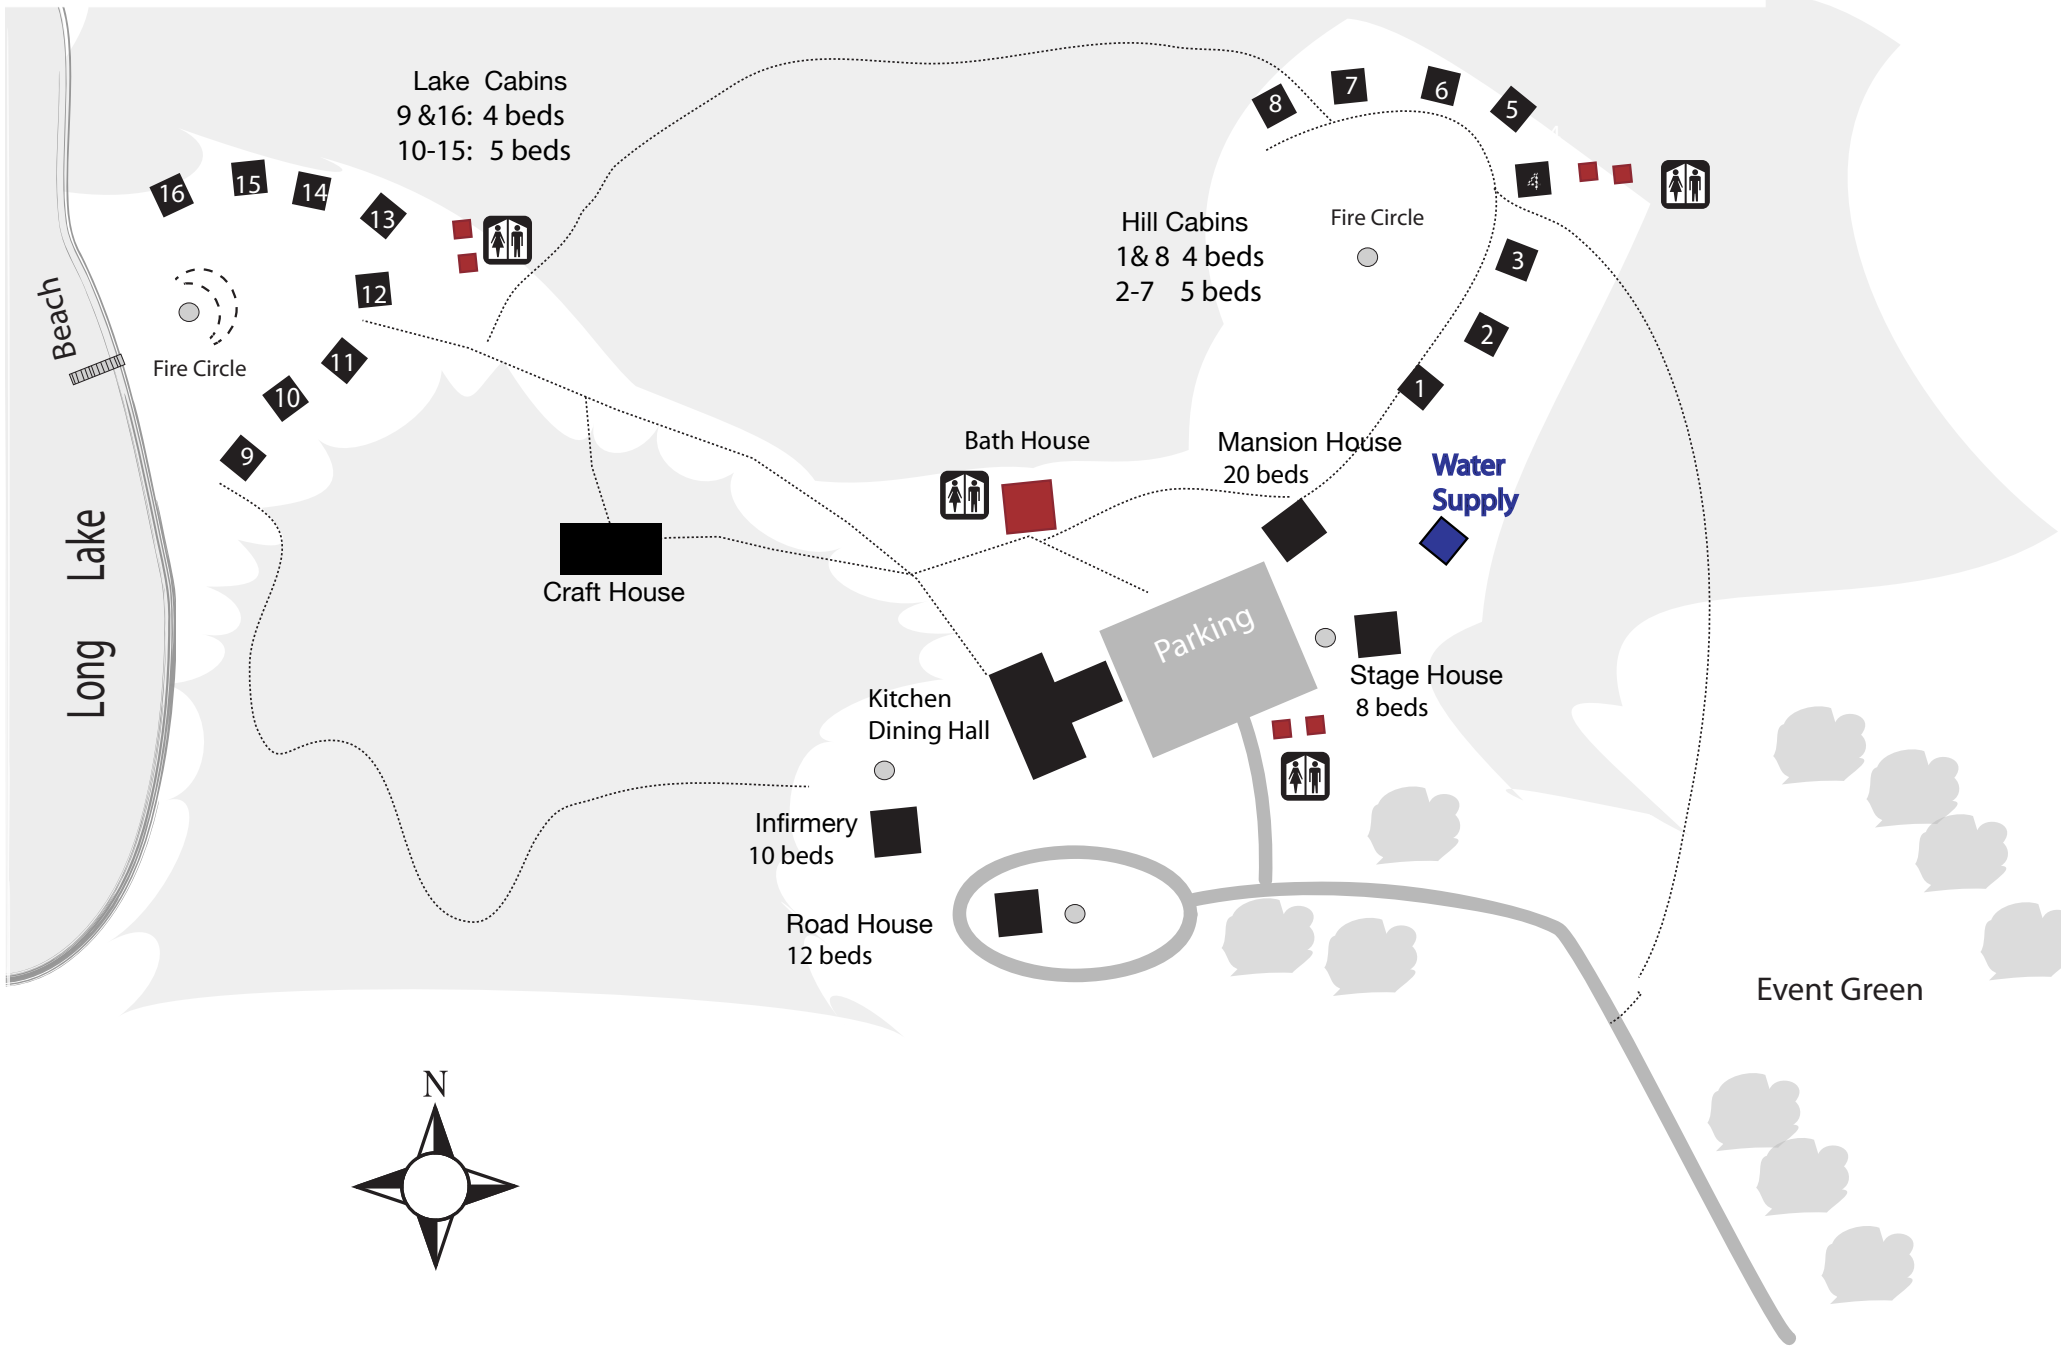 Lake Cabins
9 &16: 4 beds
10-15: 5 beds
8
7
6
5
4
4
3
2
1
Hill Cabins
1& 8 4 beds
2-7 5 beds
Fire Circle
16
15
14
13
12
11
10
9
Beach
Fire Circle
Long Lake
Bath House
Mansion House
20 beds
Water
Supply
Craft House
Parking
Stage House
8 beds
Kitchen
Dining Hall
Infirmery
10 beds
Road House
12 beds
Event Green
N